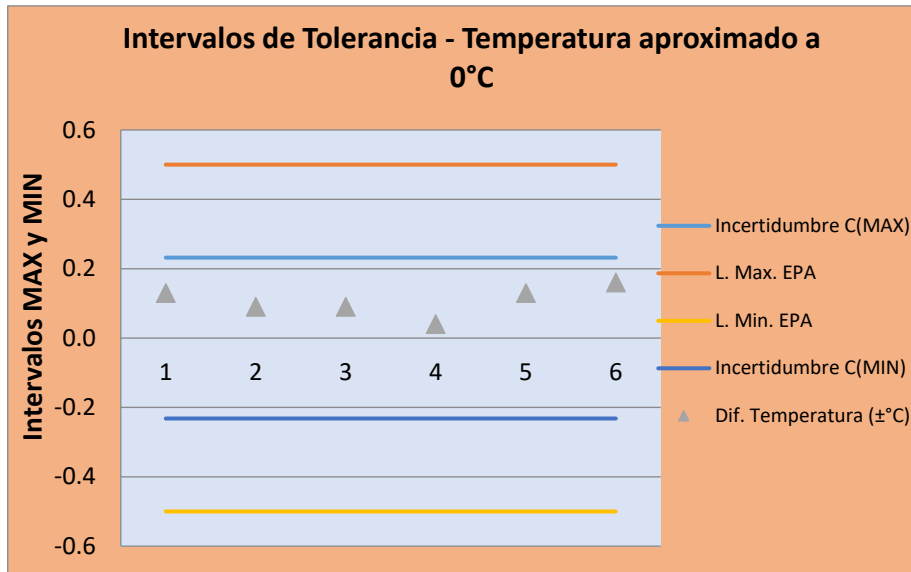 Intervalos de Tolerancia - Temperatura aproximado a
0°C
Intervalos MAX y MIN
0.6
0.4
0.2
0.0
-0.2
-0.4
-0.6
1 2 3 4 5 6
Incertidumbre C(MAX)
L. Max. EPA
L. Min. EPA
Incertidumbre C(MIN)
Dif. Temperatura (±°C)